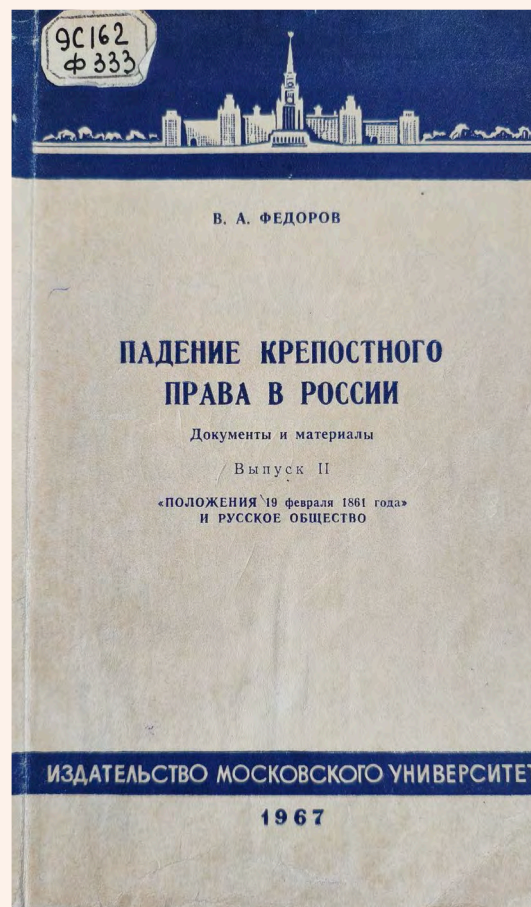 9С162
Ф333
В. А. ФЕДОРОВ
ПАДЕНИЕ КРЕПОСТНОГО
ПРАВА В РОССИИ
Документы и материалы
Выпуск II
«ПОЛОЖЕНИЯ 19 февраля 1861 года»
И РУССКОЕ ОБЩЕСТВО
ИЗДАТЕЛЬСТВО МОСКОВСКОГО УНИВЕРСИТЕТ
1967